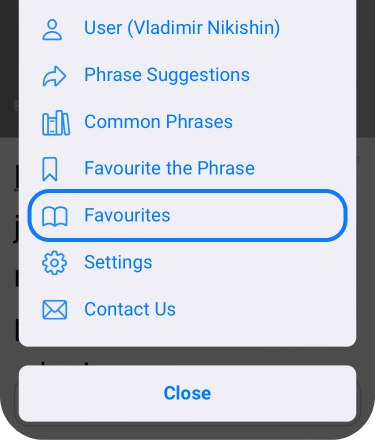 User (Vladimir Nikishin)
Phrase Suggestions
Common Phrases
Favourite the Phrase
Favourites
Settings
Contact Us
Close